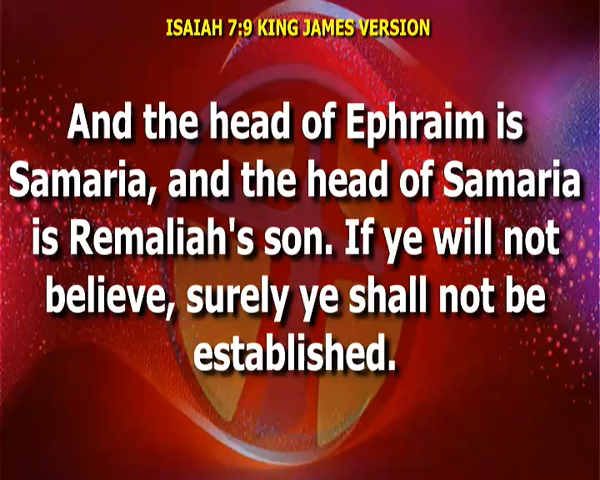 ISAIAH 7:9 KING JAMES VERSION
And the head of Ephraim is
Samaria, and the head of Samaria
is Remaliah's son. If ye will not
believe, surely ye shall not be
established.